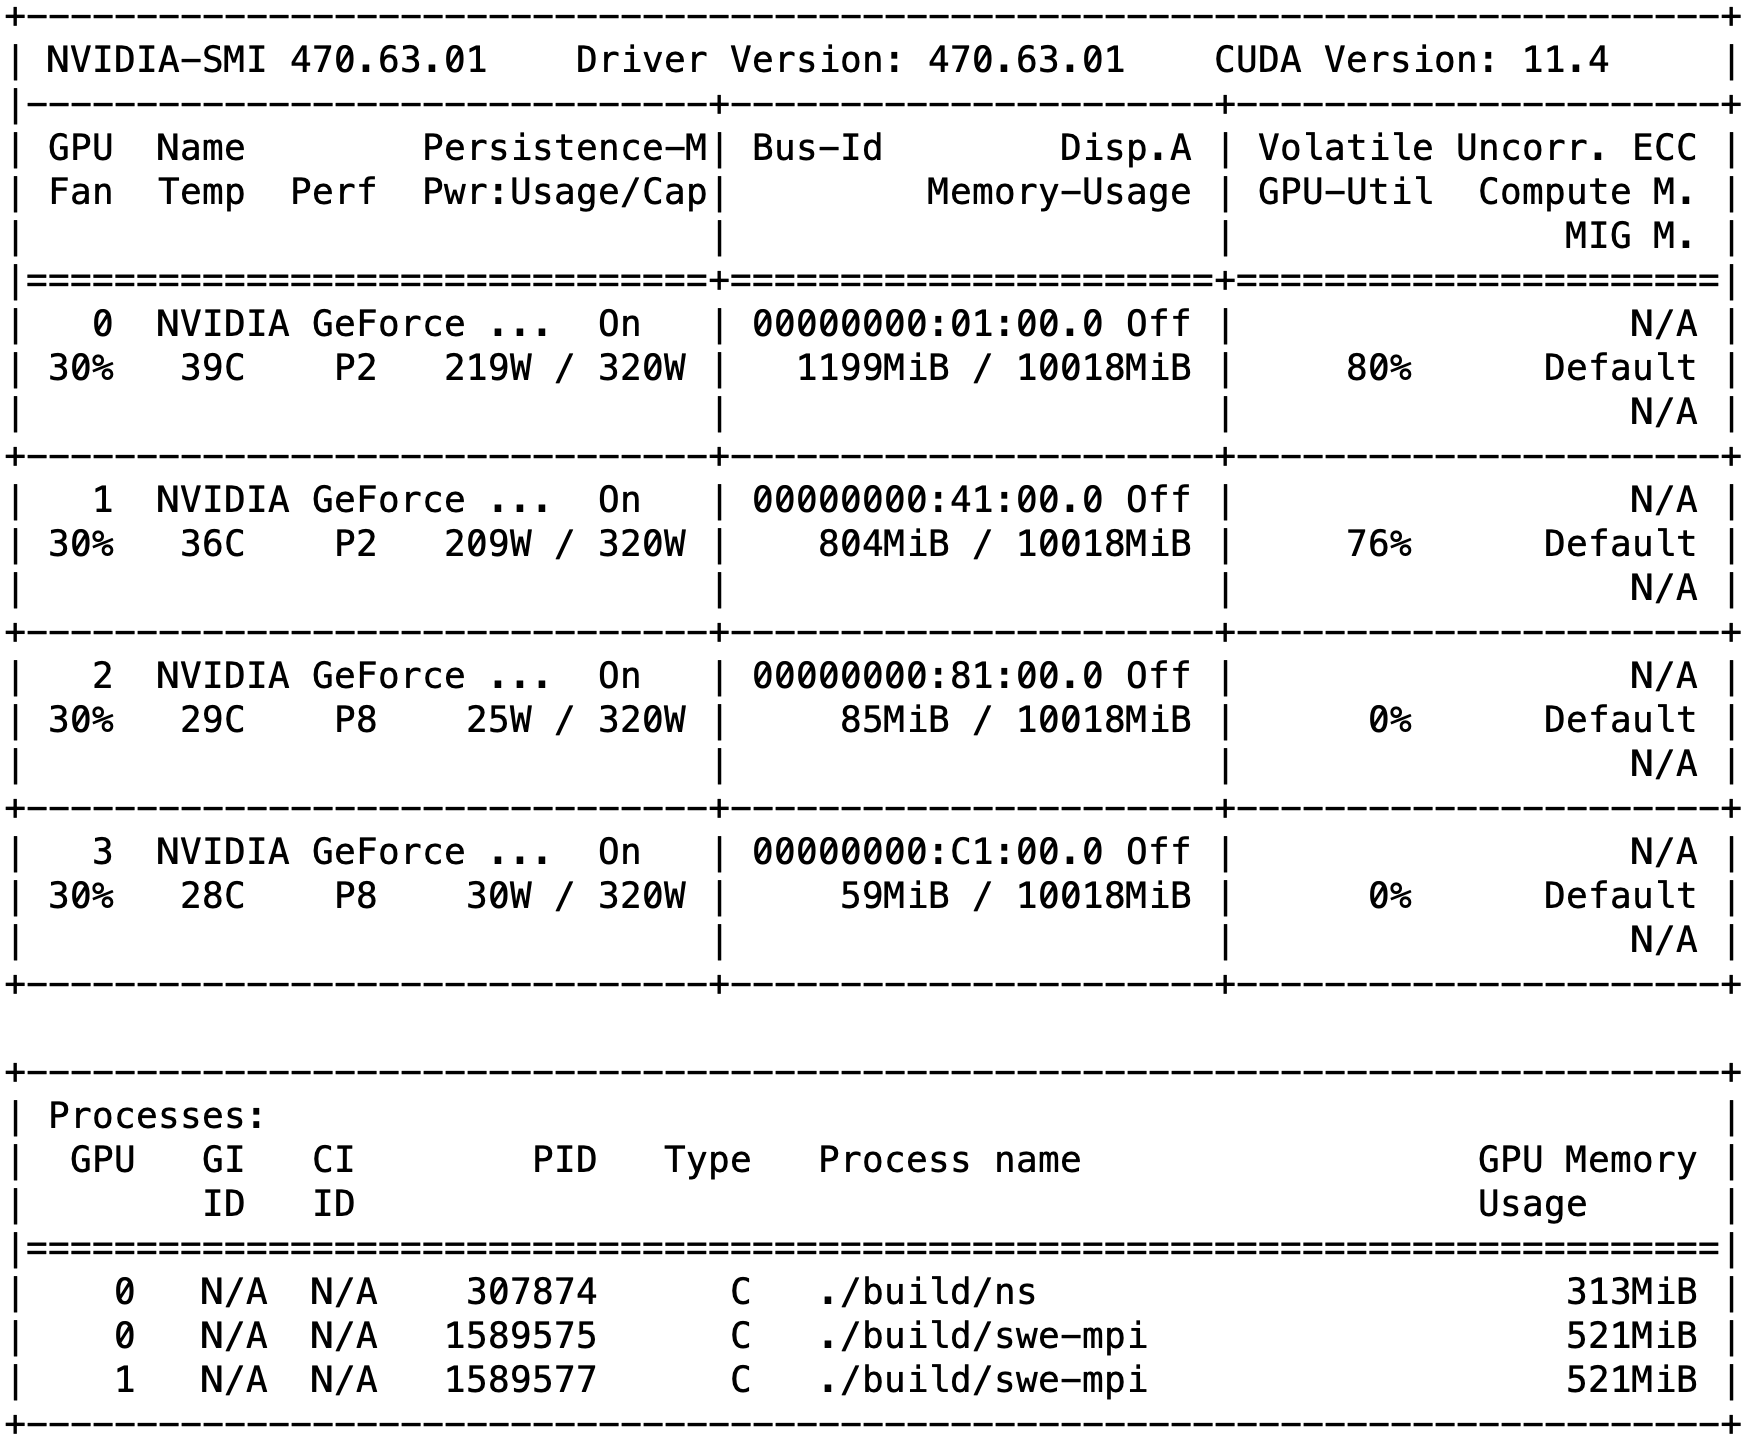 +-----------------------------------------------------------------------------+
| NVIDIA-SMI 470.63.01    Driver Version: 470.63.01    CUDA Version: 11.4     |
|-------------------------------+----------------------+----------------------+
| GPU  Name        Persistence-M| Bus-Id        Disp.A | Volatile Uncorr. ECC |
| Fan  Temp  Perf  Pwr:Usage/Cap|         Memory-Usage | GPU-Util  Compute M. |
|                               |                      |               MIG M. |
|===============================+======================+======================|
|   0  NVIDIA GeForce ...  On   | 00000000:01:00.0 Off |                  N/A |
| 30%   39C    P2   219W / 320W |   1199MiB / 10018MiB |     80%      Default |
|                               |                      |                  N/A |
+-------------------------------+----------------------+----------------------+
|   1  NVIDIA GeForce ...  On   | 00000000:41:00.0 Off |                  N/A |
| 30%   36C    P2   209W / 320W |    804MiB / 10018MiB |     76%      Default |
|                               |                      |                  N/A |
+-------------------------------+----------------------+----------------------+
|   2  NVIDIA GeForce ...  On   | 00000000:81:00.0 Off |                  N/A |
| 30%   29C    P8    25W / 320W |     85MiB / 10018MiB |      0%      Default |
|                               |                      |                  N/A |
+-------------------------------+----------------------+----------------------+
|   3  NVIDIA GeForce ...  On   | 00000000:C1:00.0 Off |                  N/A |
| 30%   28C    P8    30W / 320W |     59MiB / 10018MiB |      0%      Default |
|                               |                      |                  N/A |
+-------------------------------+----------------------+----------------------+

+-----------------------------------------------------------------------------+
| Processes:                                                                  |
|  GPU   GI   CI        PID   Type   Process name                  GPU Memory |
|        ID   ID                                                   Usage      |
|=============================================================================|
|    0   N/A  N/A    307874      C   ./build/ns                        313MiB |
|    0   N/A  N/A   1589575      C   ./build/swe-mpi                   521MiB |
|    1   N/A  N/A   1589577      C   ./build/swe-mpi                   521MiB |
+-----------------------------------------------------------------------------+